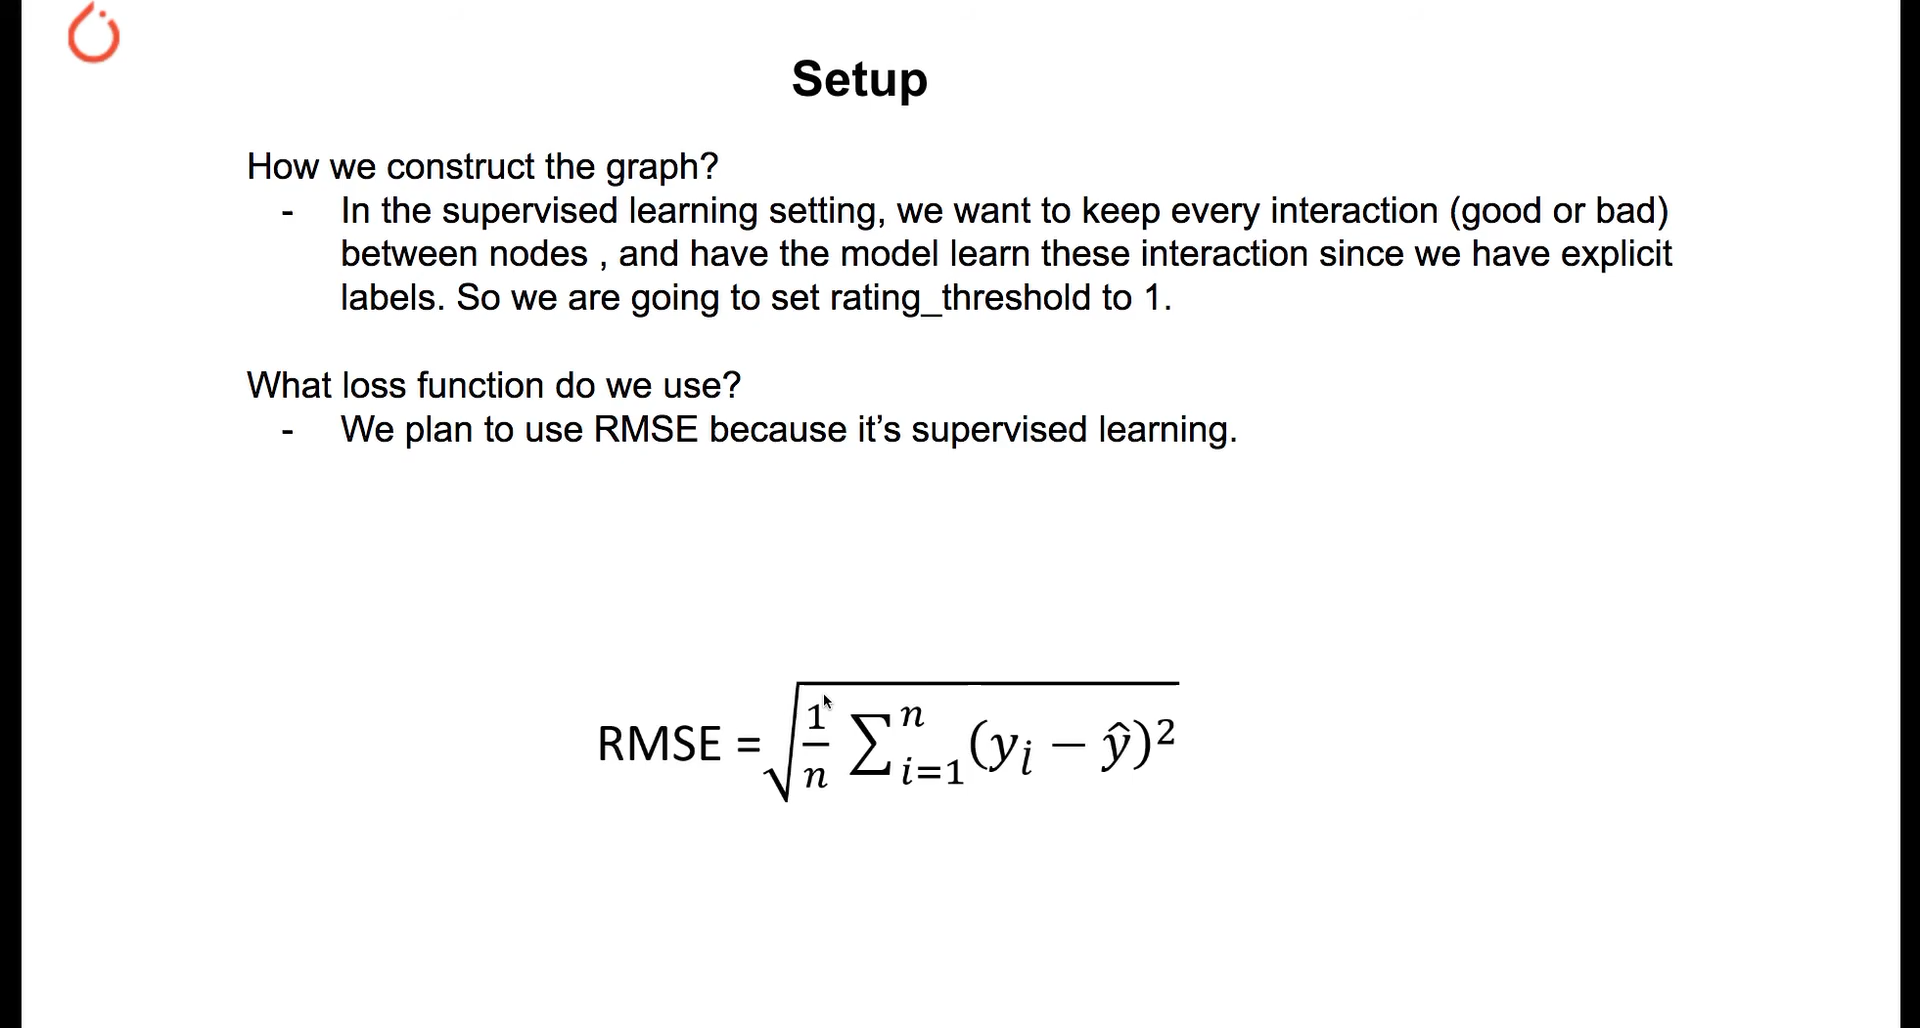 Setup
How we construct the graph?
- In the supervised learning setting, we want to keep every interaction (good or bad)
between nodes , and have the model learn these interaction since we have explicit
labels. So we are going to set rating_threshold to 1.
What loss function do we use?
- We plan to use RMSE because it’s supervised learning.
RMSE = √(1/n ∑ⁿᵢ₌₁(yᵢ − ŷ)²)